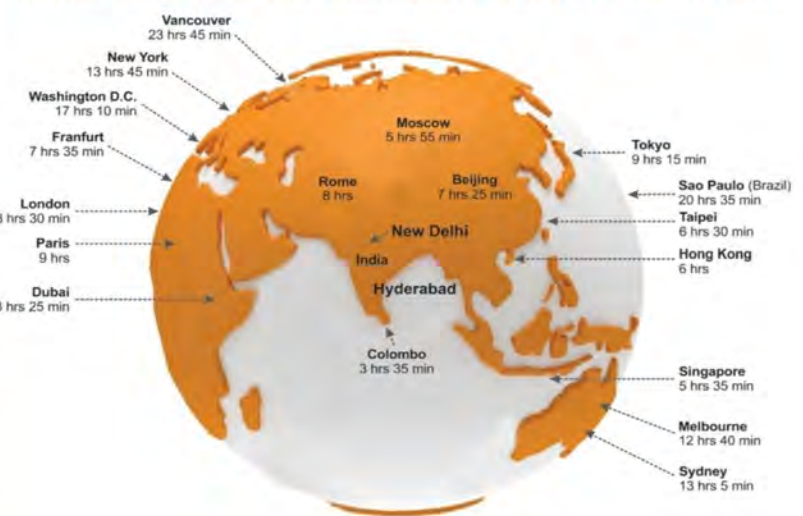 Vancouver
23 hrs 45 min
New York
13 hrs 45 min
Washington D.C.
17 hrs 10 min
Franfurt
7 hrs 35 min
London
hrs 30 min
Paris
9 hrs
Dubai
hrs 25 min
Moscow
5 hrs 55 min
Rome
8 hrs
Beijing
7 hrs 25 min
New Delhi
India
Hyderabad
Colombo
3 hrs 35 min
Tokyo
9 hrs 15 min
Sao Paulo (Brazil)
20 hrs 35 min
Taipei
6 hrs 30 min
Hong Kong
6 hrs
Singapore
5 hrs 35 min
Melbourne
12 hrs 40 min
Sydney
13 hrs 5 min